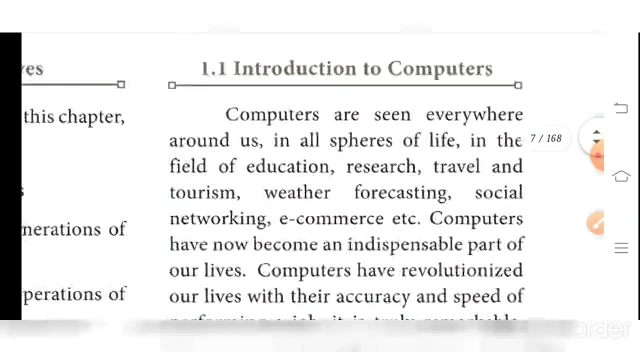 ves
this chapter,
nerations of
perations of
1.1 Introduction to Computers
Computers are seen everywhere
around us, in all spheres of life, in the
field of education, research, travel and
tourism, weather forecasting, social
networking, e-commerce etc. Computers
have now become an indispensable part of
our lives. Computers have revolutionized
our lives with their accuracy and speed of
7 / 168